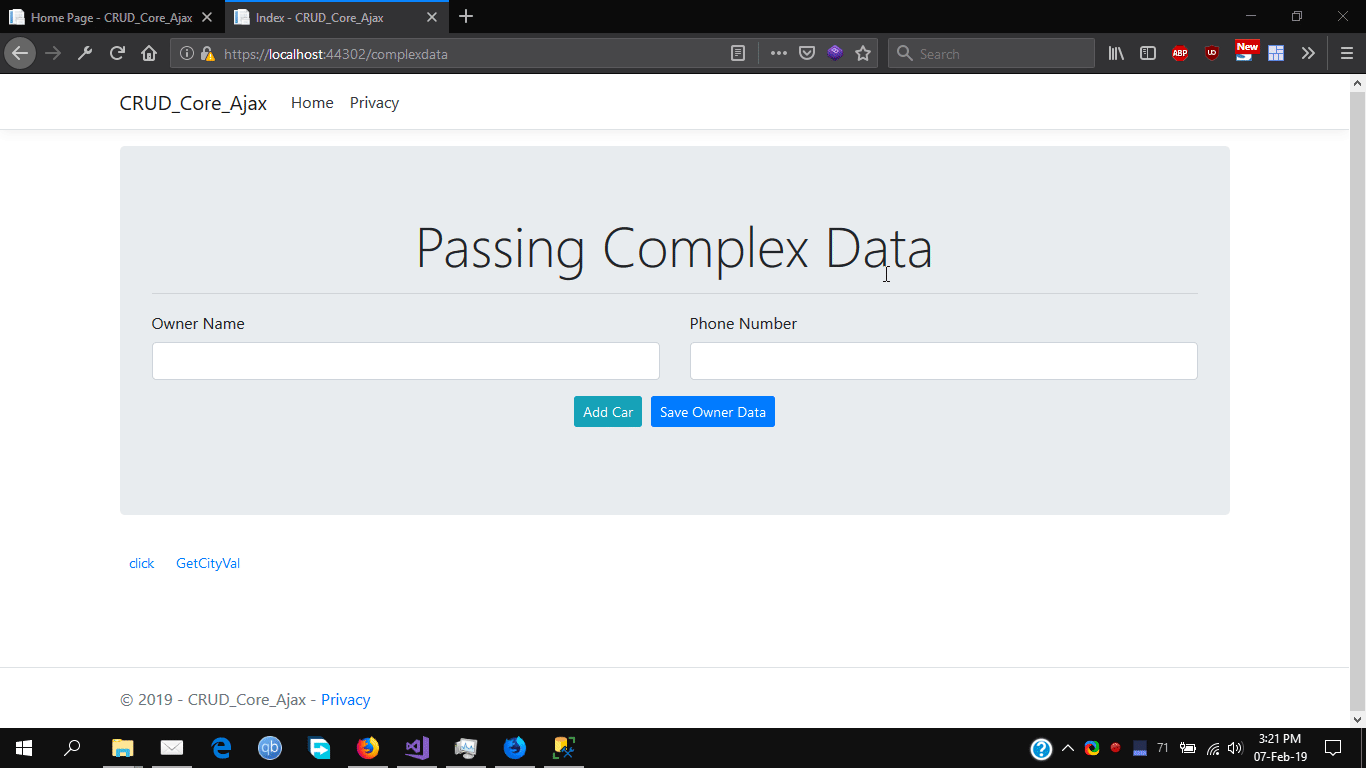 Home Page - CRUD_Core_Ajax
Index - CRUD_Core_Ajax
https://localhost:44302/complexdata
Search
ABP
UD
New
CRUD_Core_Ajax Home Privacy
Passing Complex Data
Owner Name
Phone Number
Add Car
Save Owner Data
click
GetCityVal
© 2019 - CRUD_Core_Ajax - Privacy
qb
71
3:21 PM
07-Feb-19